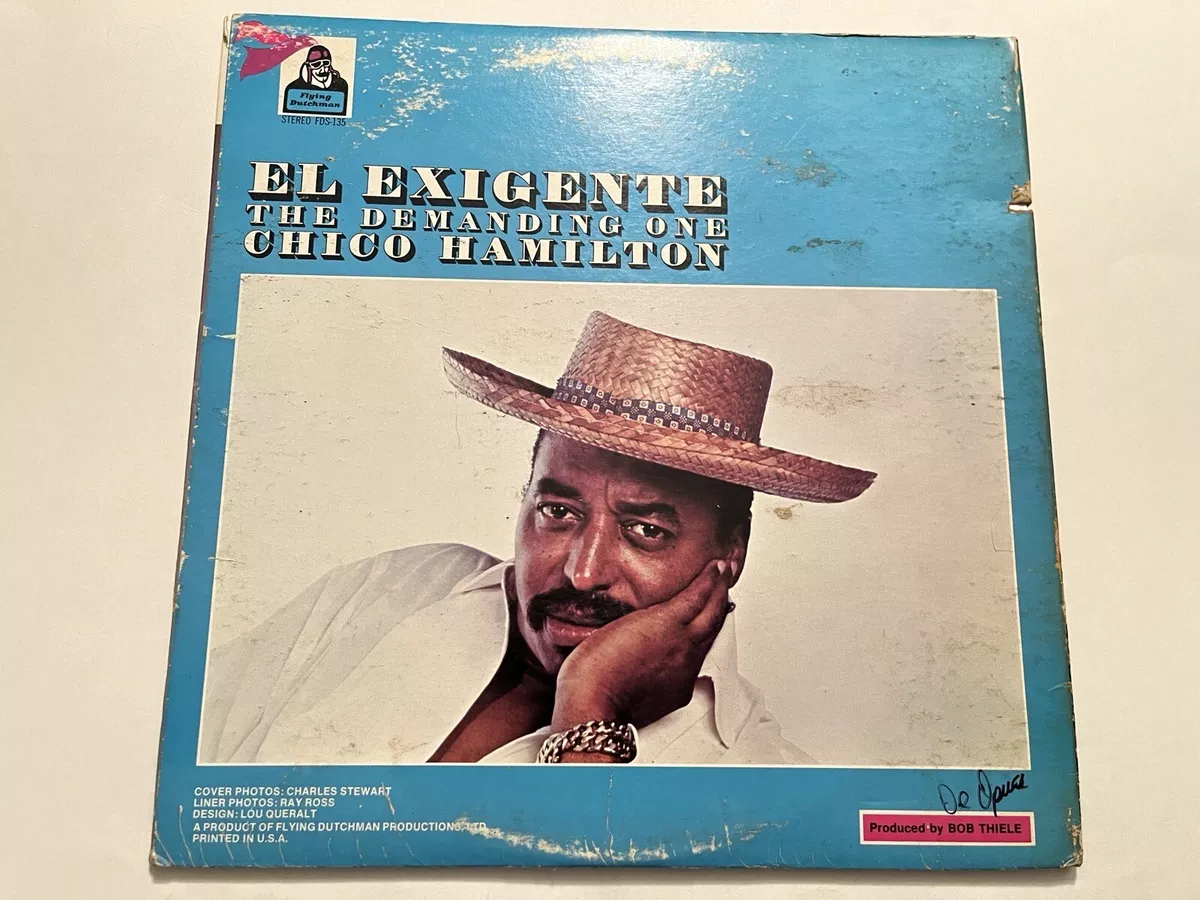 Flying
Dutchman
STEREO FDS-135
EL EXIGENTE
THE DEMANDING ONE
CHICO HAMILTON
COVER PHOTOS: CHARLES STEWART
LINER PHOTOS: RAY ROSS
DESIGN: LOU QUERALT
A PRODUCT OF FLYING DUTCHMAN PRODUCTIONS, LTD.
PRINTED IN U.S.A.
Produced by BOB THIELE